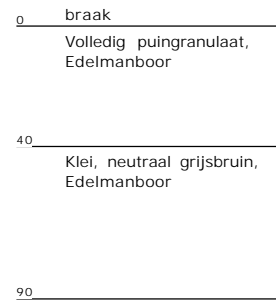 braak
0
Volledig puingranulaat,
Edelmanboor
40
Klei, neutraal grijsbruin,
Edelmanboor
90